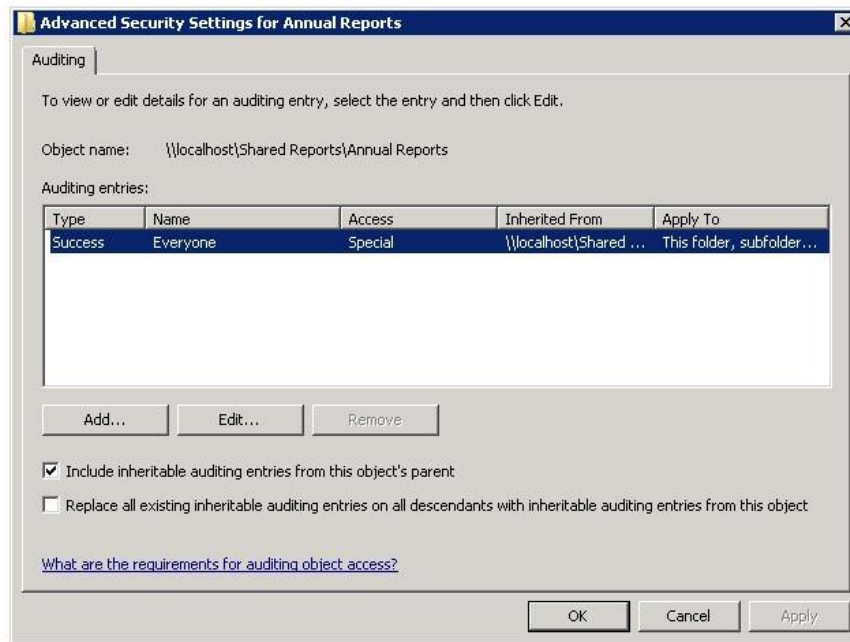 Advanced Security Settings for Annual Reports
Auditing
To view or edit details for an auditing entry, select the entry and then click Edit.
Object name: \\localhost\Shared Reports\Annual Reports
Auditing entries:
Type Name Access Inherited From Apply To
Success Everyone Special \\localhost\Shared ... This folder, subfolder...
Add... Edit... Remove
Include inheritable auditing entries from this object's parent
Replace all existing inheritable auditing entries on all descendants with inheritable auditing entries from this object
What are the requirements for auditing object access?
OK Cancel Apply